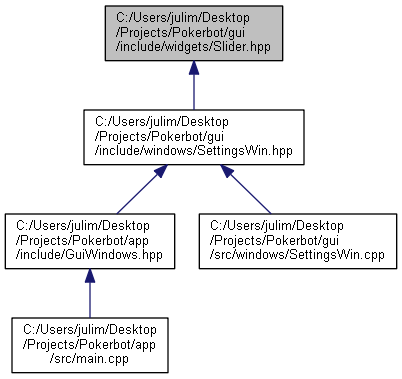 C:/Users/julim/Desktop
/Projects/Pokerbot/gui
/include/widgets/Slider.hpp
C:/Users/julim/Desktop
/Projects/Pokerbot/gui
/include/windows/SettingsWin.hpp
C:/Users/julim/Desktop
/Projects/Pokerbot/app
/include/GuiWindows.hpp
C:/Users/julim/Desktop
/Projects/Pokerbot/gui
/src/windows/SettingsWin.cpp
C:/Users/julim/Desktop
/Projects/Pokerbot/app
/src/main.cpp